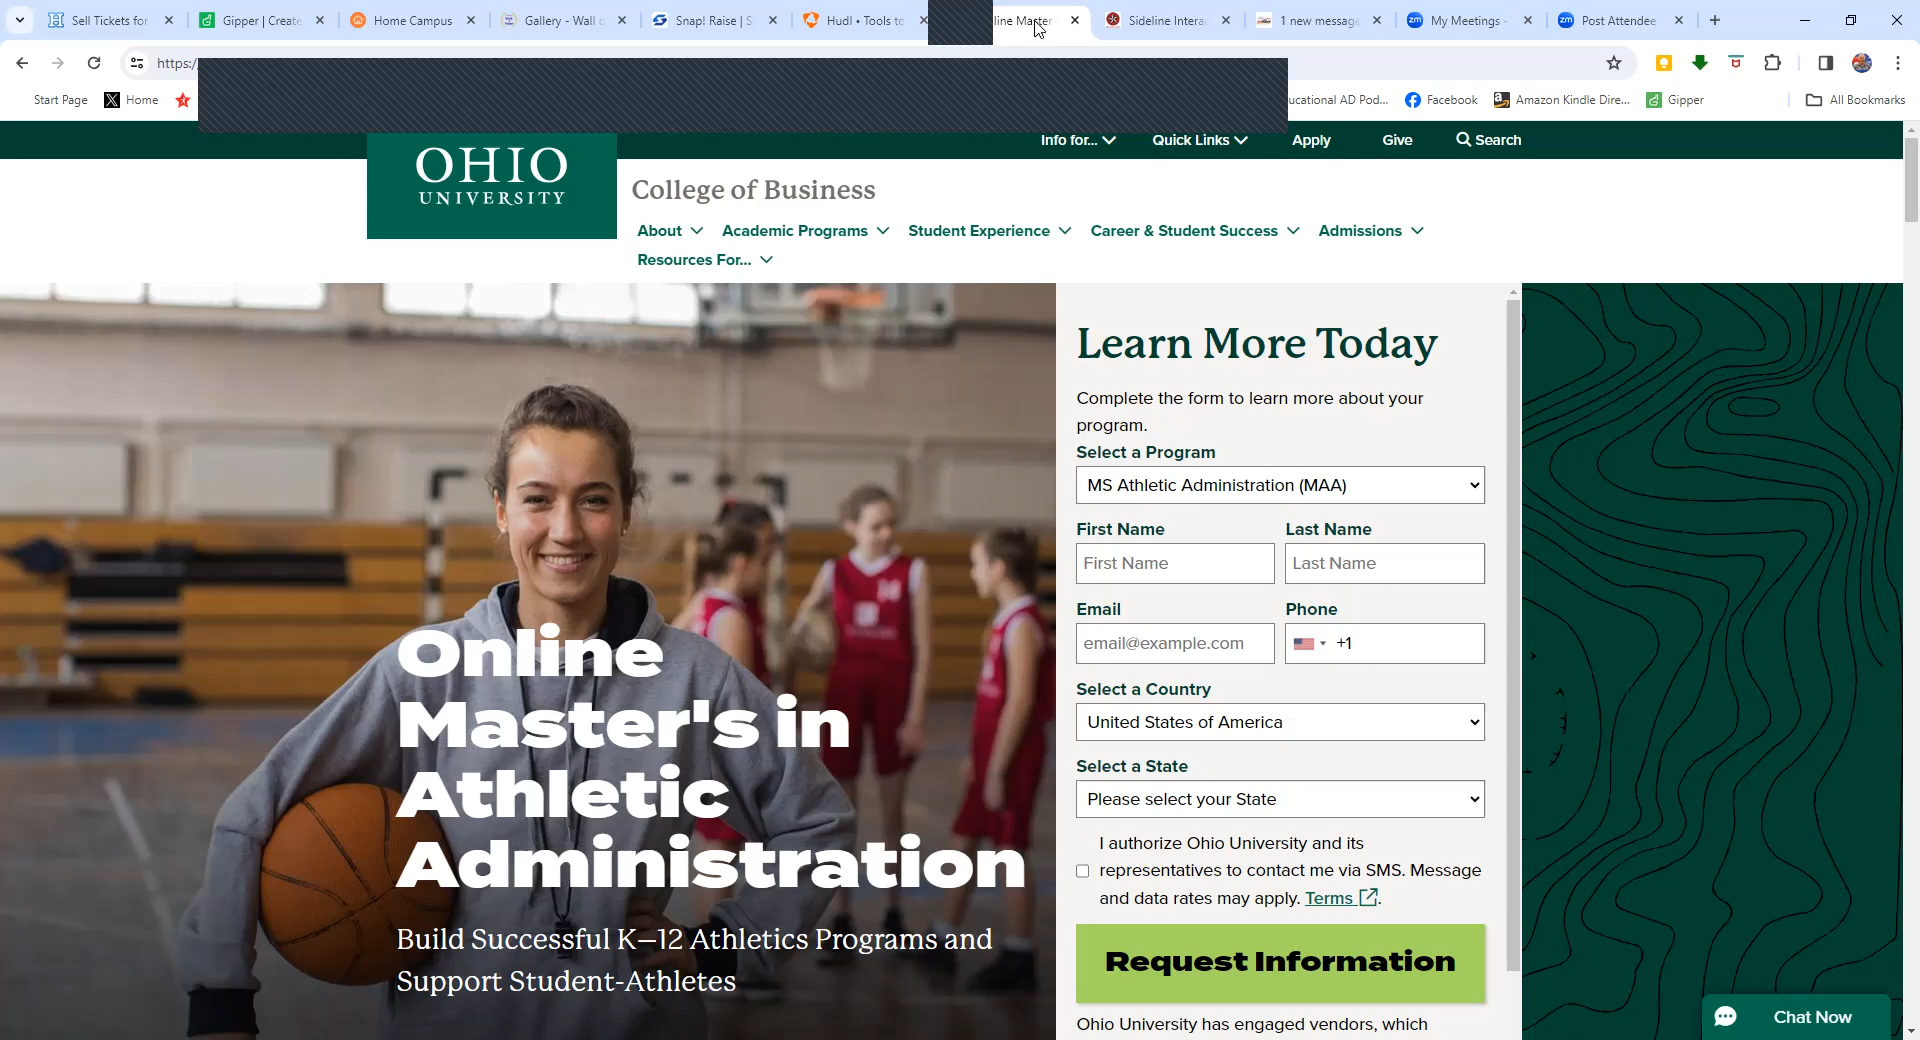 Sell Tickets for
Gipper | Create
Home Campus
Gallery - Wall o
Snap! Raise | S
Hudl • Tools to
line Master
Sideline Interac
1 new message
My Meetings -
Post Attendee
https:/
Start Page
Home
ucational AD Pod...
Facebook
Amazon Kindle Dire...
Gipper
All Bookmarks
Info for...
Quick Links
Apply
Give
Search
OHIO
UNIVERSITY
College of Business
About
Academic Programs
Student Experience
Career & Student Success
Admissions
Resources For...
Online
Master's in
Athletic
Administration
Build Successful K–12 Athletics Programs and
Support Student-Athletes
Learn More Today
Complete the form to learn more about your
program.
Select a Program
MS Athletic Administration (MAA)
First Name Last Name
First Name Last Name
Email Phone
email@example.com +1
Select a Country
United States of America
Select a State
Please select your State
I authorize Ohio University and its
representatives to contact me via SMS. Message
and data rates may apply. Terms.
Request Information
Ohio University has engaged vendors, which
Chat Now